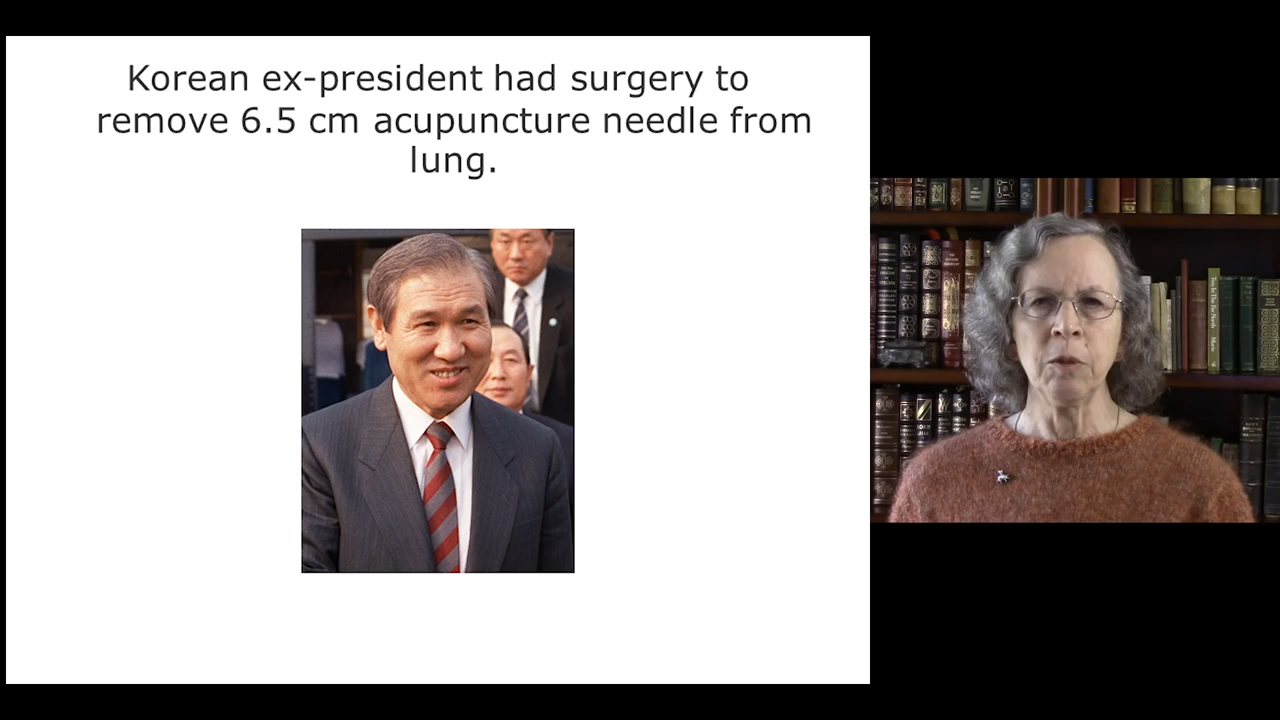 Korean ex-president had surgery to
remove 6.5 cm acupuncture needle from
lung.